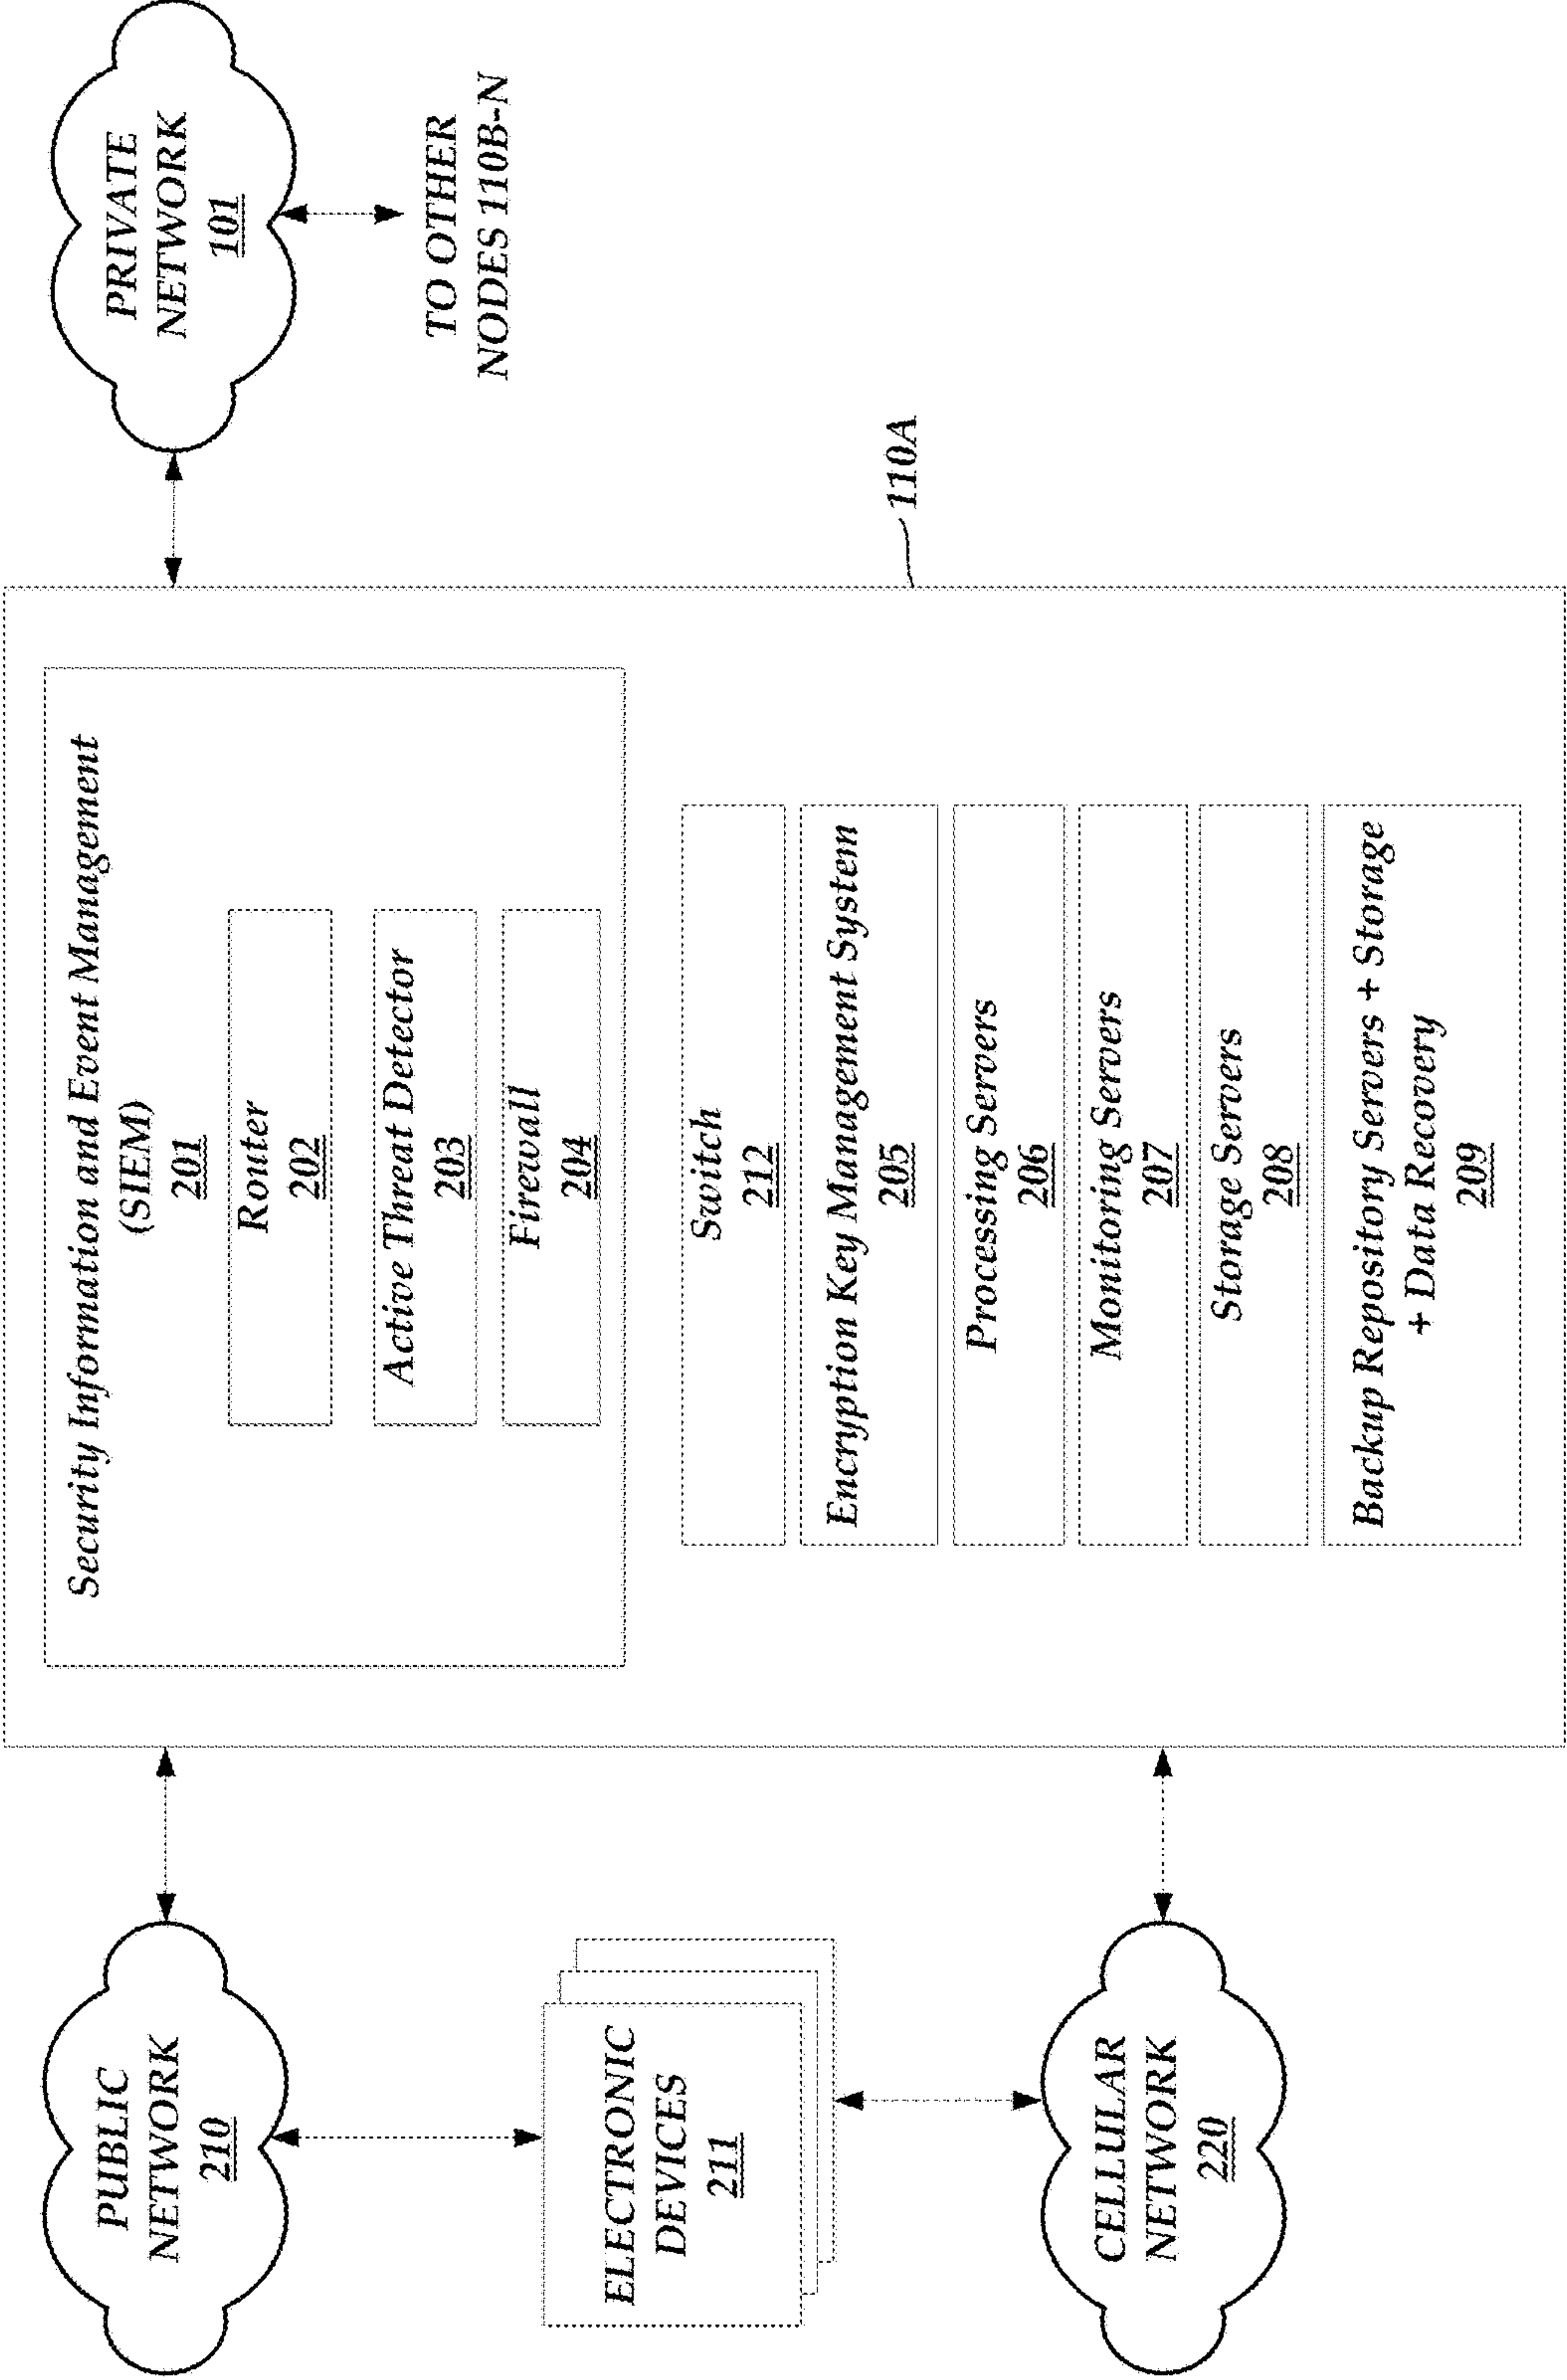 PUBLIC
NETWORK
210
ELECTRONIC
DEVICES
211
CELLULAR
NETWORK
220
Security Information and Event Management
(SIEM)
201
Router
202
Active Threat Detector
203
Firewall
204
Switch
212
Encryption Key Management System
205
Processing Servers
206
Monitoring Servers
207
Storage Servers
208
Backup Repository Servers + Storage
+ Data Recovery
209
110A
PRIVATE
NETWORK
101
TO OTHER
NODES 110B-N